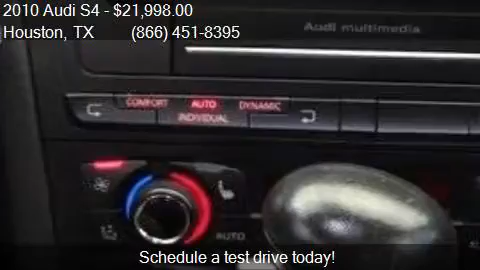 2010 Audi S4 - $21,998.00
Houston, TX (866) 451-8395
Audi multimedia
COMFORT AUTO DYNAMIC
INDIVIDUAL
AUTO
Schedule a test drive today!